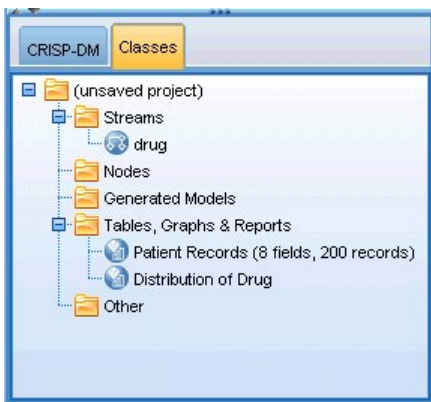 CRISP-DM Classes
(unsaved project)
Streams
drug
Nodes
Generated Models
Tables, Graphs & Reports
Patient Records (8 fields, 200 records)
Distribution of Drug
Other